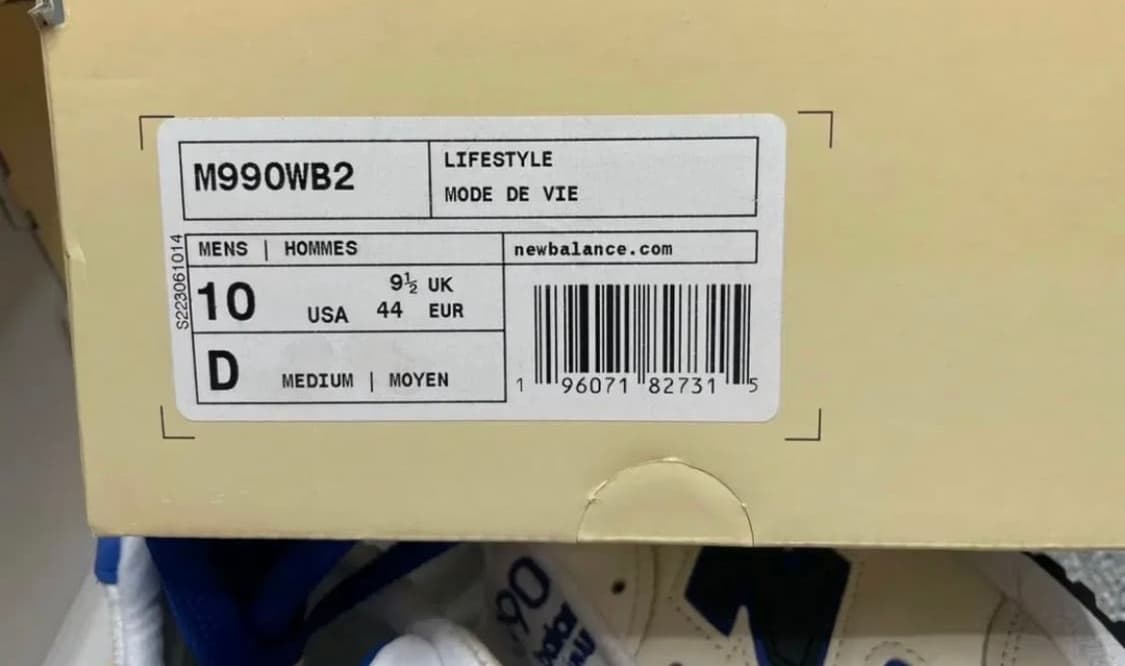 M990WB2
LIFESTYLE
MODE DE VIE
S223061014
MENS | HOMMES
newbalance.com
10 USA
9½ UK
44 EUR
D MEDIUM | MOYEN
1 96071 82731 5
90